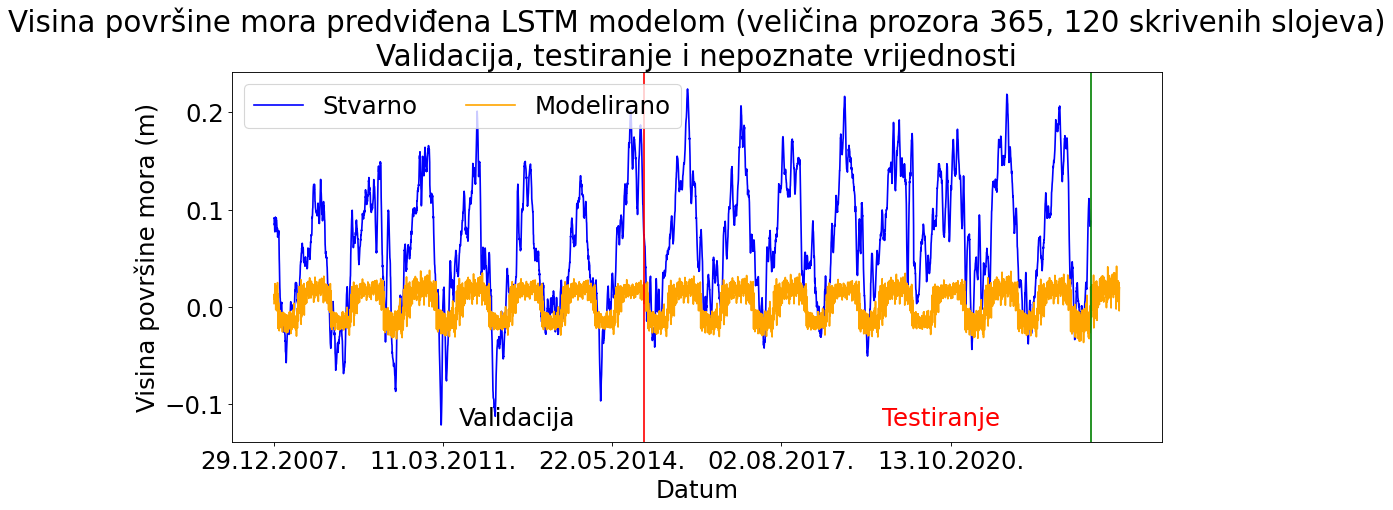 Visina površine mora predviđena LSTM modelom (veličina prozora 365, 120 skrivenih slojeva)
Validacija, testiranje i nepoznate vrijednosti
Stvarno Modelirano
Visina površine mora (m)
0.2
0.1
0.0
−0.1
Validacija Testiranje
29.12.2007. 11.03.2011. 22.05.2014. 02.08.2017. 13.10.2020.
Datum